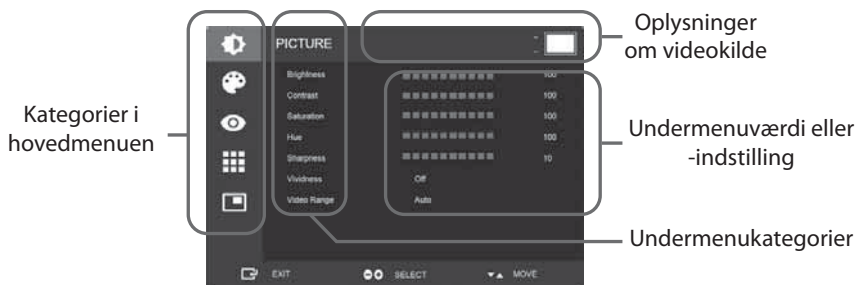 Oplysninger
om videokilde
Kategorier i
hovedmenuen
Undermenuværdi eller
-indstilling
Undermenukategorier
PICTURE
Brightness 100
Contrast 100
Saturation 100
Hue 100
Sharpness 10
Vividness Off
Video Range Auto
EXIT SELECT MOVE